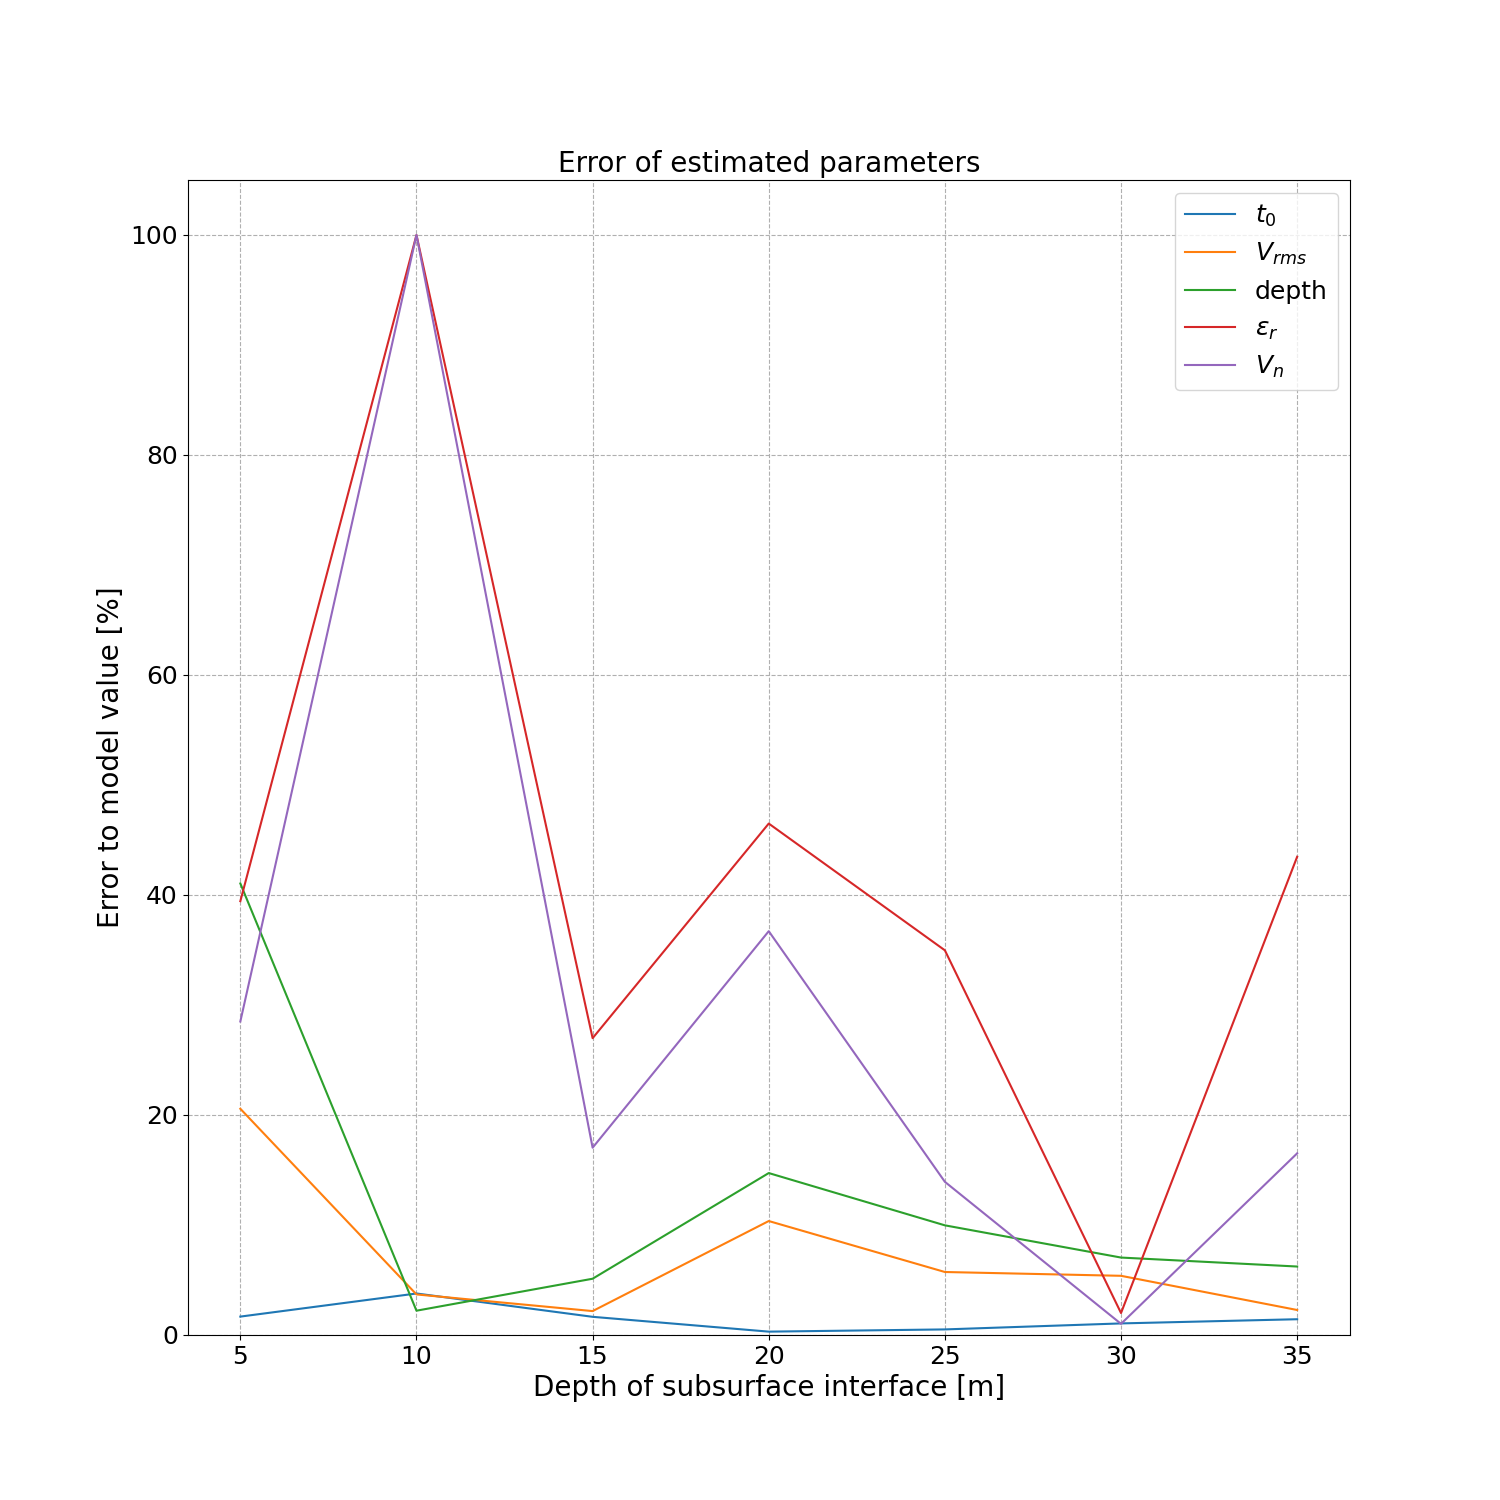 Error of estimated parameters
100
80
60
40
20
0
Error to model value [%]
t₀
Vᵣₘₛ
depth
εᵣ
Vₙ
5 10 15 20 25 30 35
Depth of subsurface interface [m]